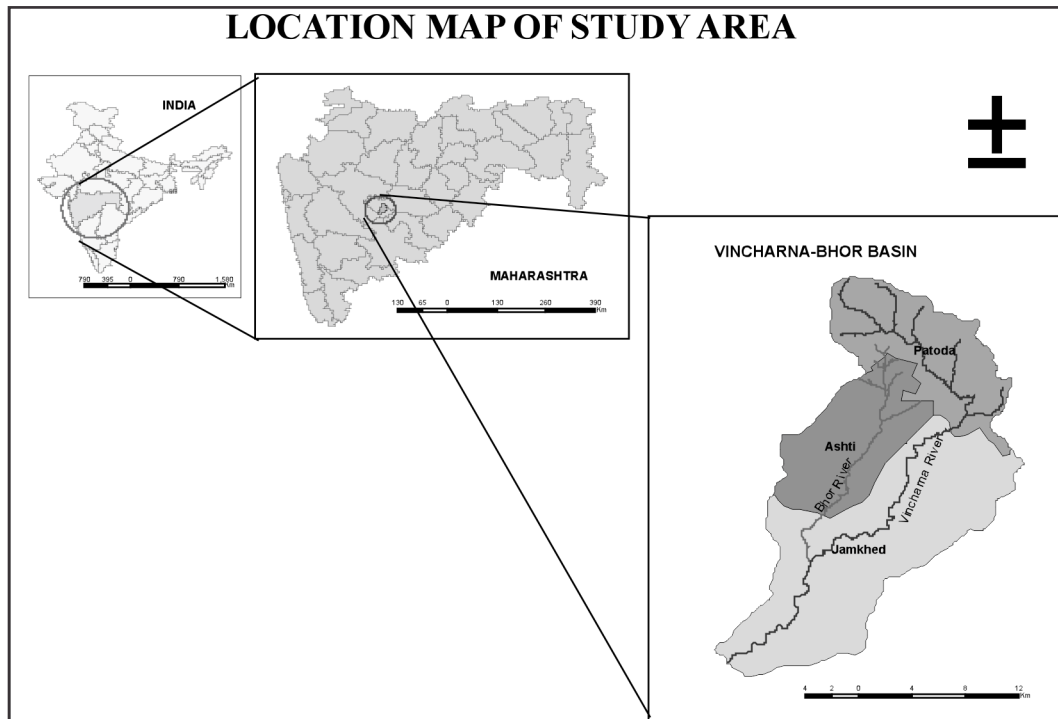 LOCATION MAP OF STUDY AREA
INDIA
790 395 0 790 1,580
Km
MAHARASHTRA
130 65 0 130 260 390
Km
±
VINCHARNA-BHOR BASIN
Patoda
Ashti
Bhor River
Vincharna River
Jamkhed
4 2 0 4 8 12
Km